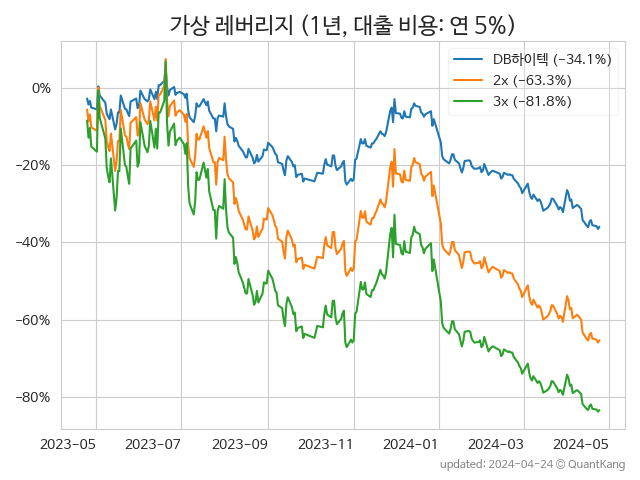 가상 레버리지 (1년, 대출 비용: 연 5%)
DB하이텍 (−34.1%)
2x (−63.3%)
3x (−81.8%)
0%
−20%
−40%
−60%
−80%
2023−05 2023−07 2023−09 2023−11 2024−01 2024−03 2024−05
updated: 2024−04−24 © QuantKang